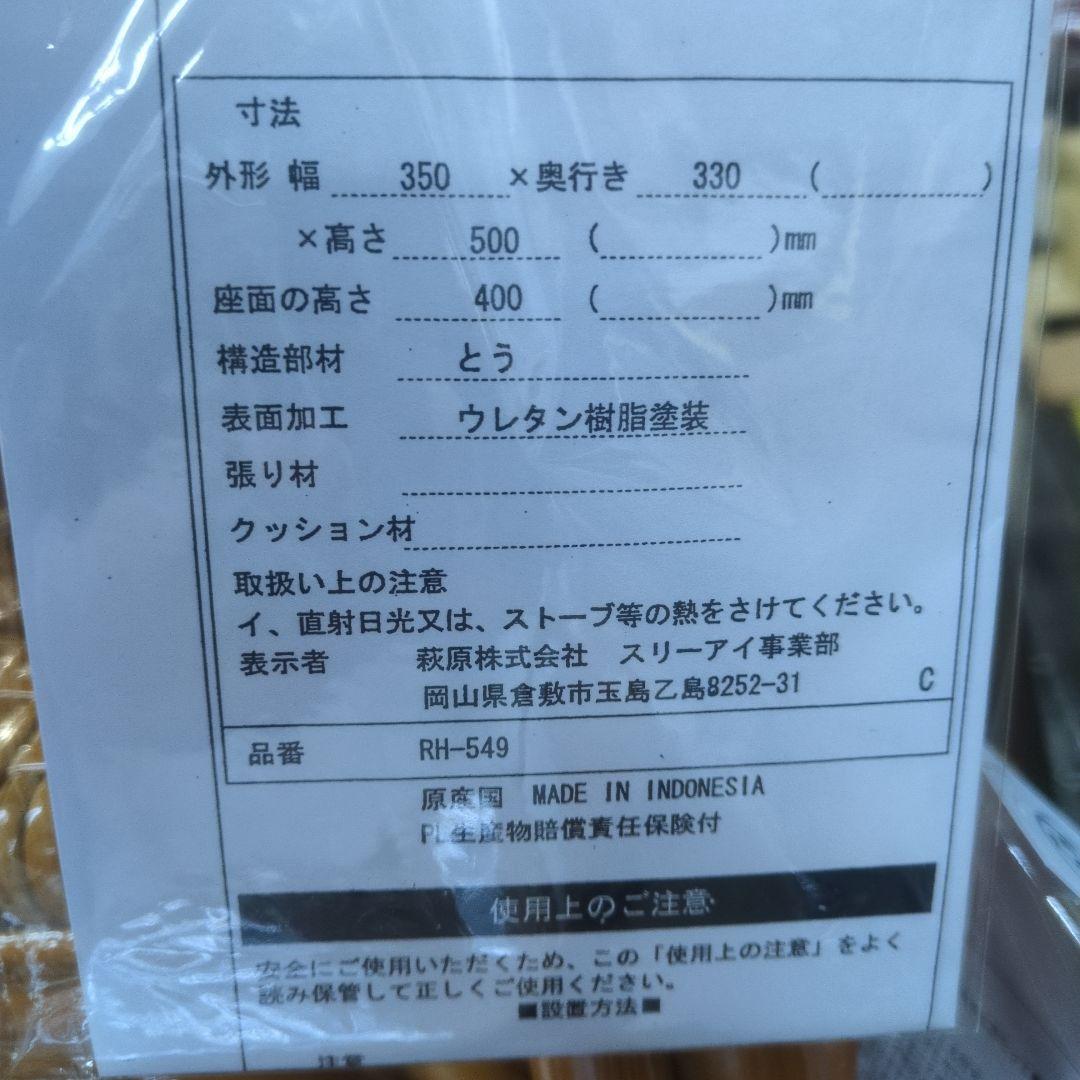 寸法
外形 幅 350 ×奥行き 330 ( )
×高さ 500 ( )mm
座面の高さ 400 ( )mm
構造部材 とう
表面加工 ウレタン樹脂塗装
張り材
クッション材
取扱い上の注意
イ、直射日光又は、ストーブ等の熱をさけてください。
表示者 萩原株式会社 スリーアイ事業部
岡山県倉敷市玉島乙島8252-31 C
品番 RH-549
原産国 MADE IN INDONESIA
PL生産物賠償責任保険付
使用上のご注意
安全にご使用いただくため、この「使用上の注意」をよく
読み保管して正しくご使用ください。
■設置方法■
注意